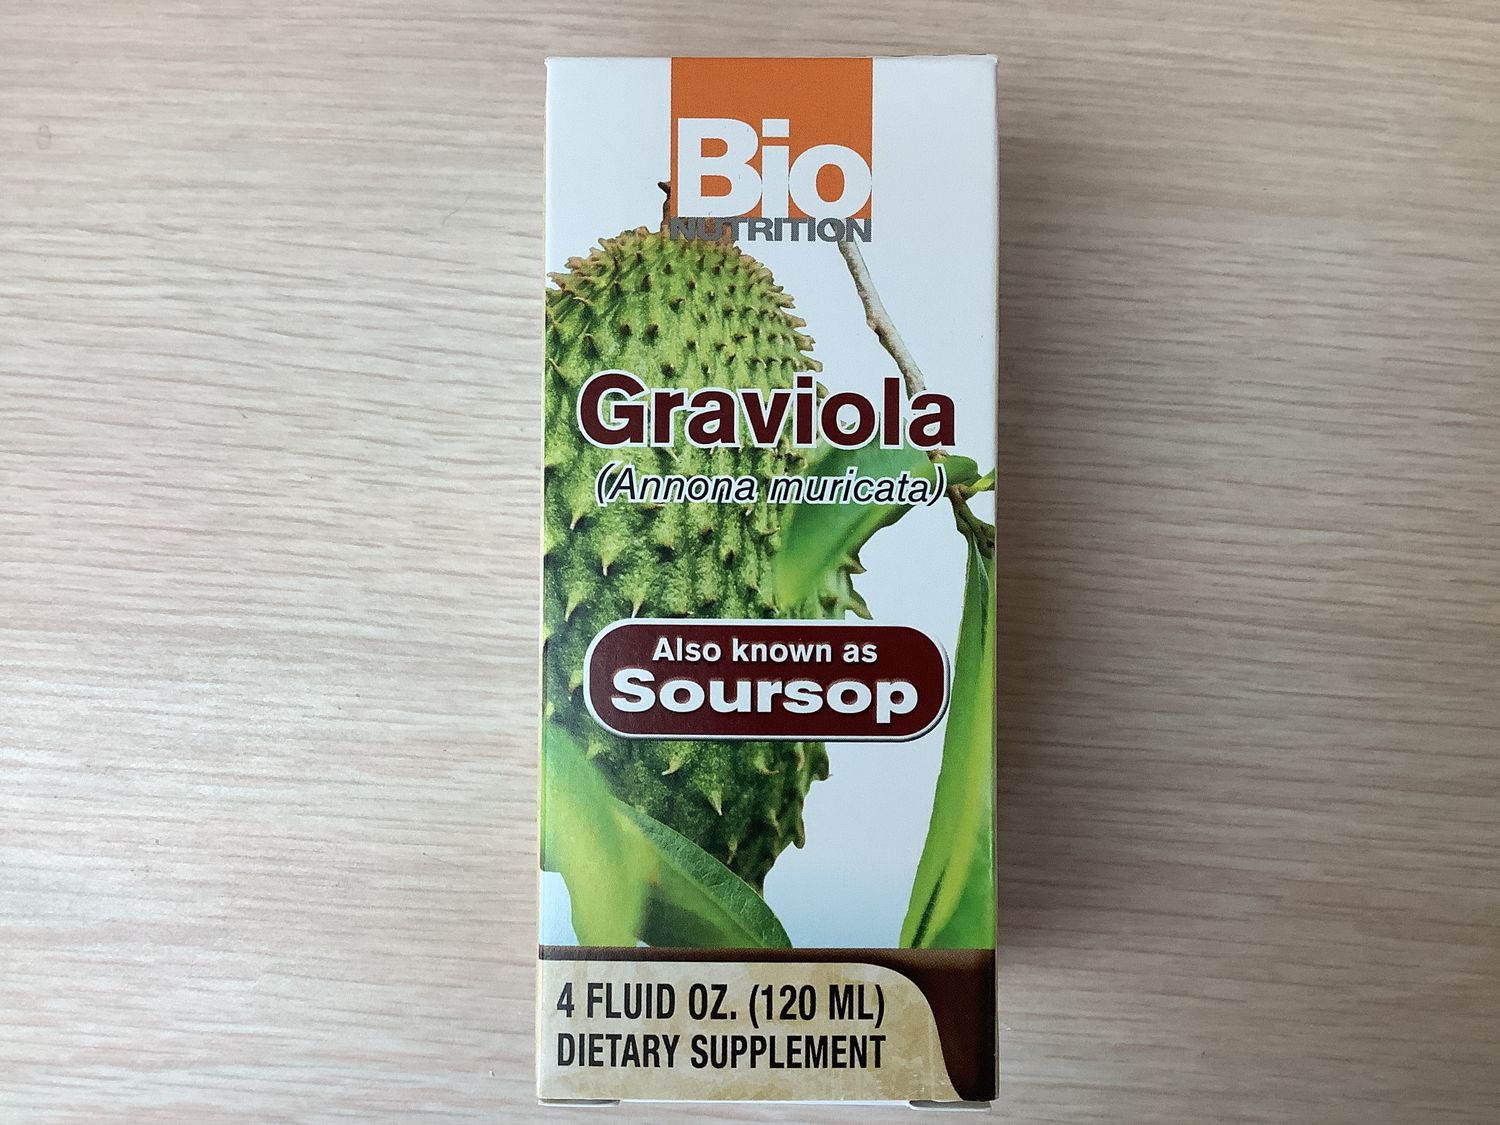 Bio
NUTRITION
Graviola
(Annona muricata)
Also known as
Soursop
4 FLUID OZ. (120 ML)
DIETARY SUPPLEMENT